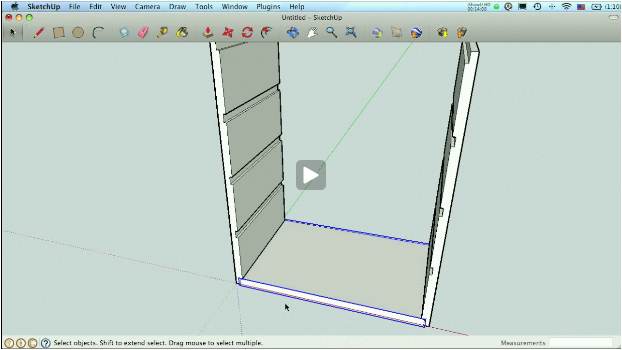 SketchUp File Edit View Camera Draw Tools Window Plugins Help
Untitled – SketchUp
Select objects. Shift to extend select. Drag mouse to select multiple.
Measurements